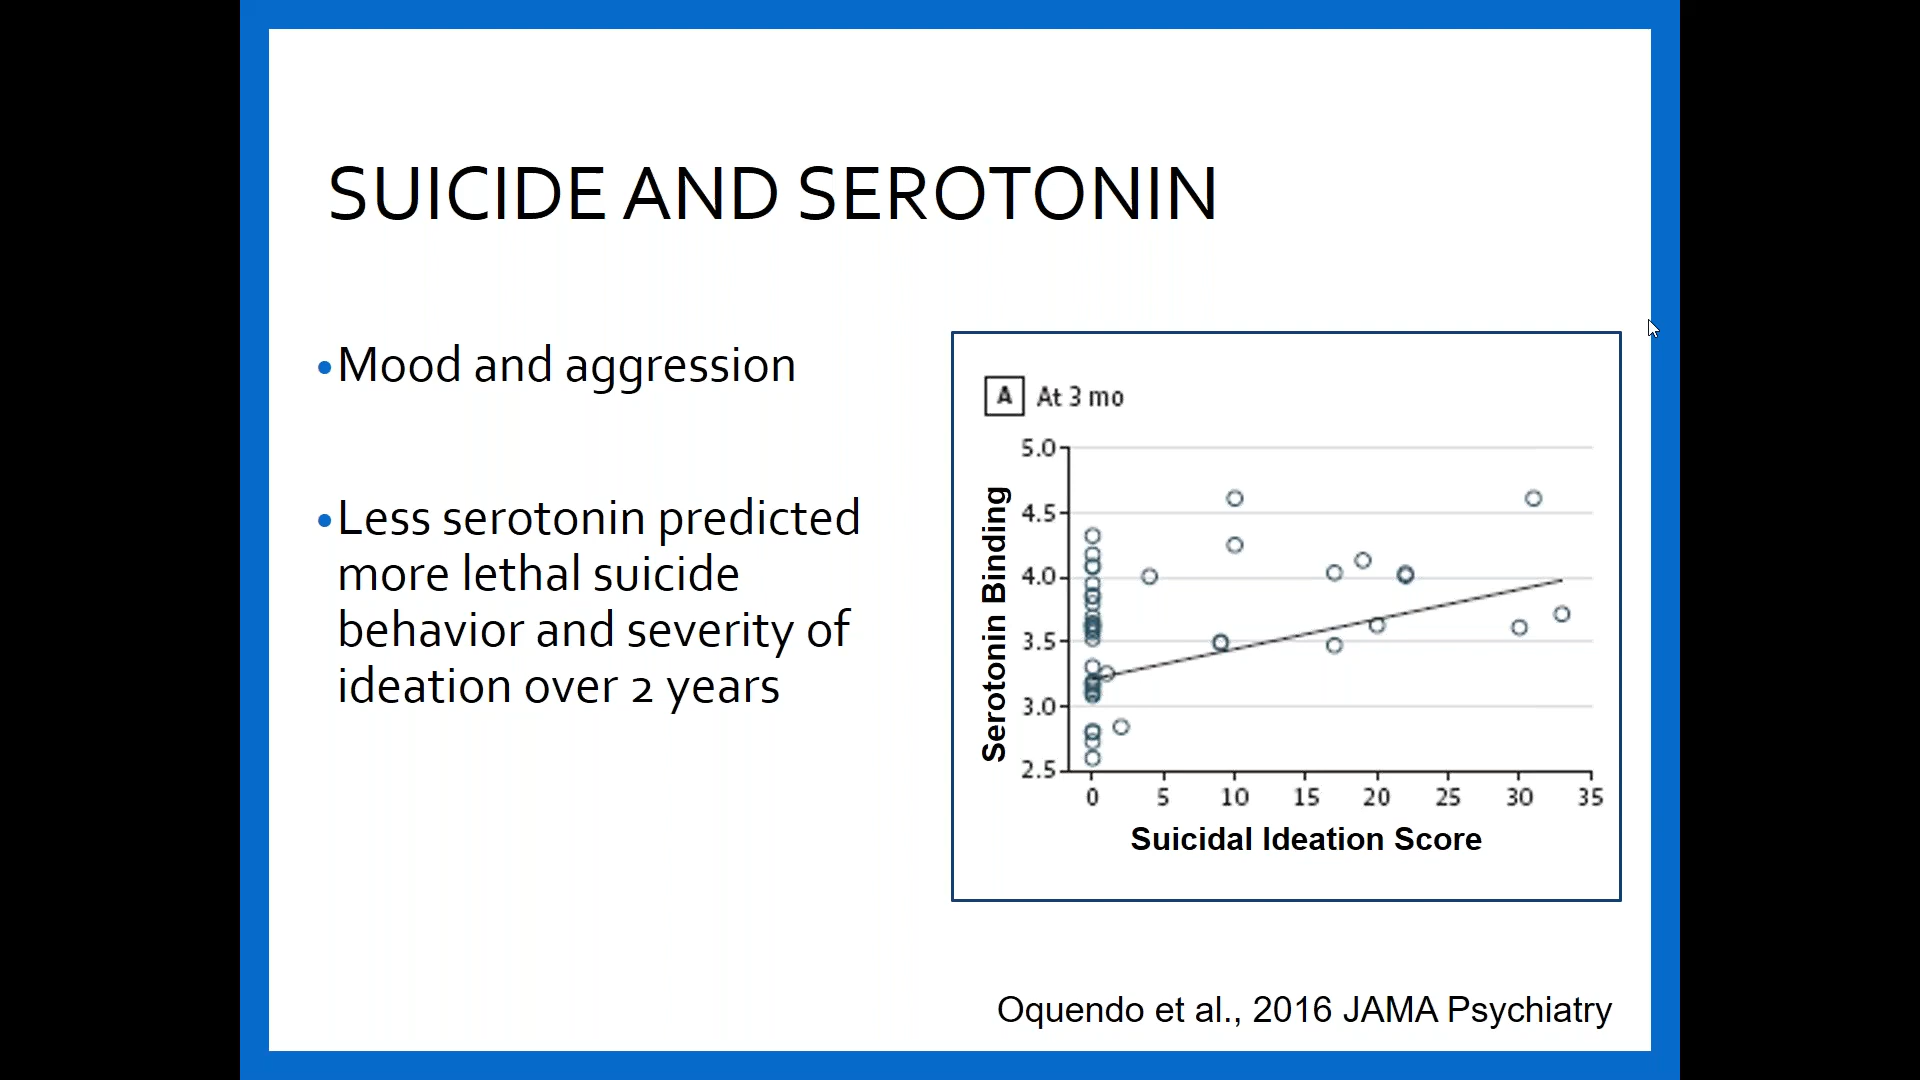 SUICIDE AND SEROTONIN
•Mood and aggression
•Less serotonin predicted
more lethal suicide
behavior and severity of
ideation over 2 years
A At 3 mo
5.0
4.5
4.0
3.5
3.0
2.5
Serotonin Binding
0 5 10 15 20 25 30 35
Suicidal Ideation Score
Oquendo et al., 2016 JAMA Psychiatry